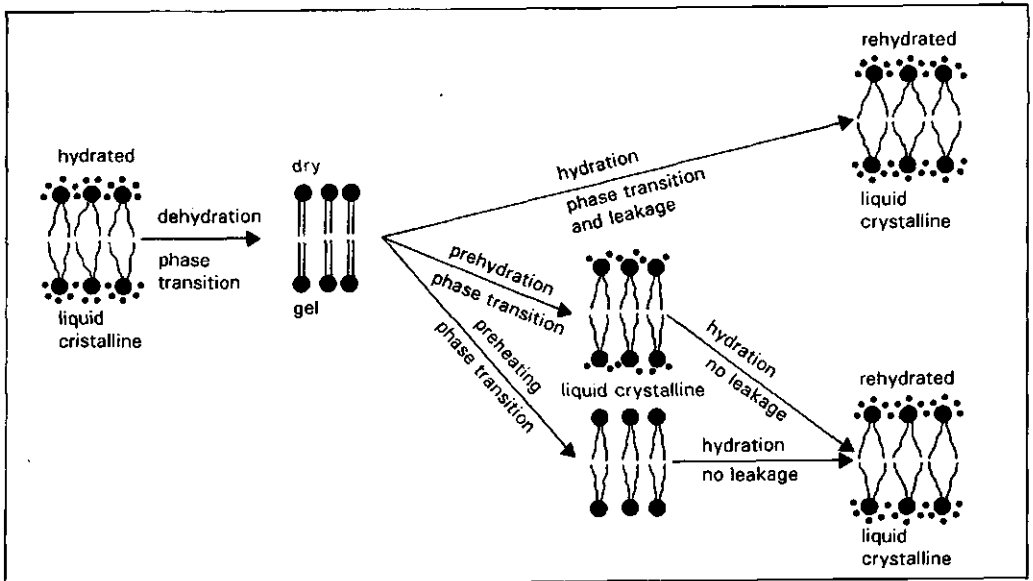 hydrated
dehydration
phase
transition
liquid
cristalline
dry
gel
hydration
phase transition
and leakage
rehydrated
liquid
crystalline
prehydration
phase transition
preheating
phase transition
liquid crystalline
hydration
no leakage
hydration
no leakage
rehydrated
liquid
crystalline